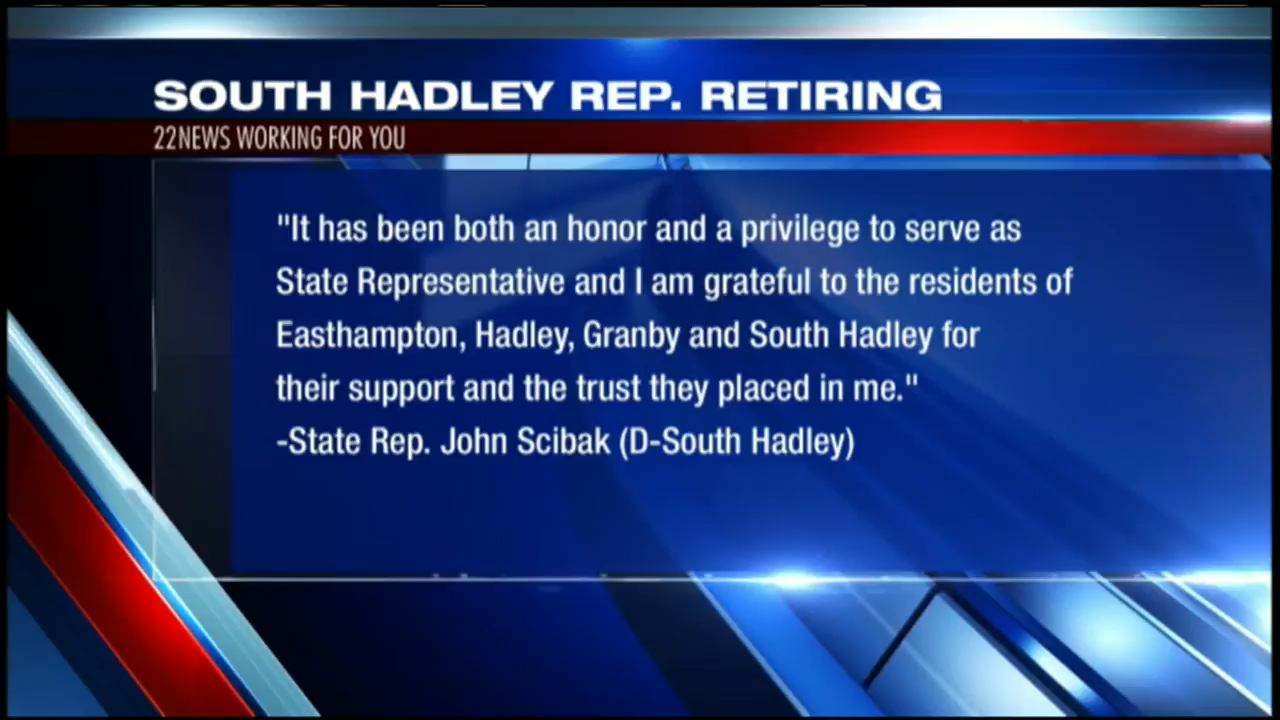 SOUTH HADLEY REP. RETIRING
22NEWS WORKING FOR YOU
"It has been both an honor and a privilege to serve as
State Representative and I am grateful to the residents of
Easthampton, Hadley, Granby and South Hadley for
their support and the trust they placed in me."
-State Rep. John Scibak (D-South Hadley)